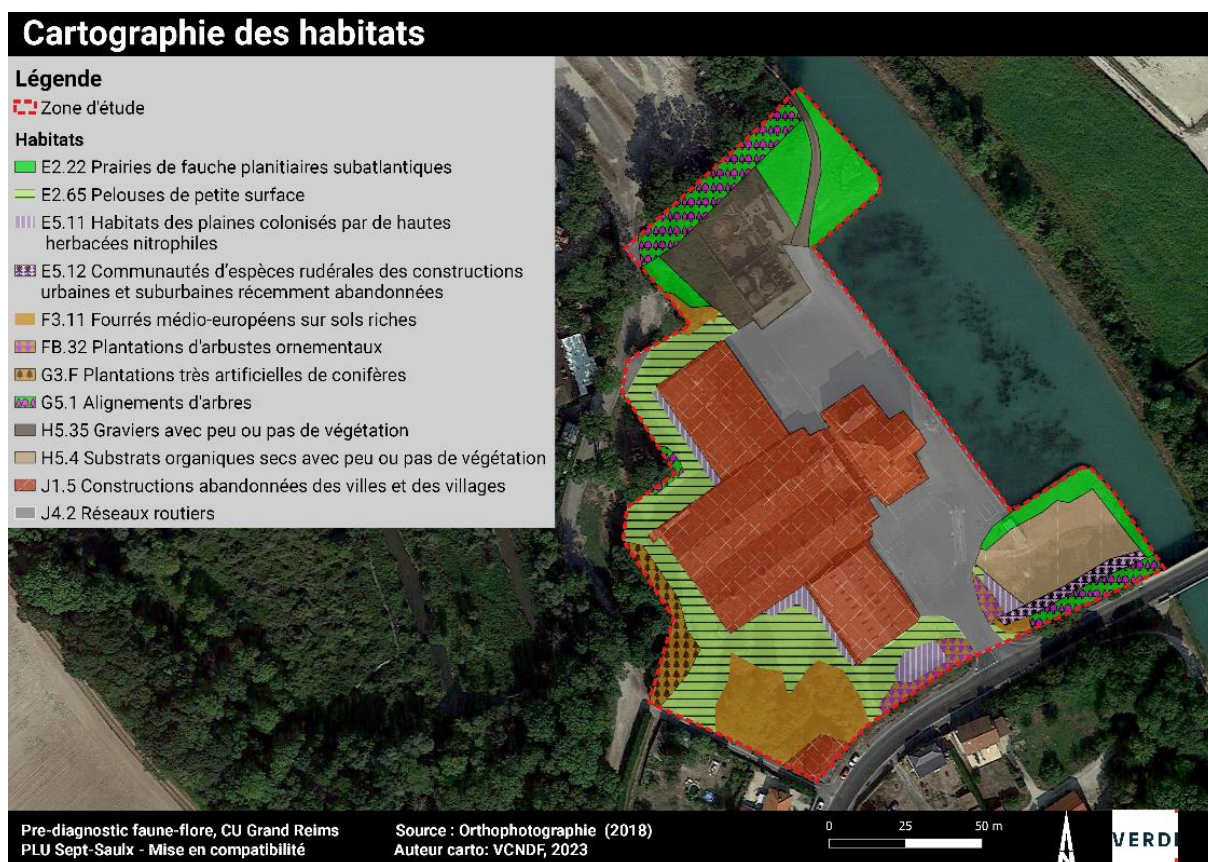 Cartographie des habitats
Légende
Zone d'étude
Habitats
E2.22 Prairies de fauche planitiaires subatlantiques
E2.65 Pelouses de petite surface
E5.11 Habitats des plaines colonisés par de hautes
herbacées nitrophiles
E5.12 Communautés d'espèces rudérales des constructions
urbaines et suburbaines récemment abandonnées
F3.11 Fourrés médio-européens sur sols riches
FB.32 Plantations d'arbustes ornementaux
G3.F Plantations très artificielles de conifères
G5.1 Alignements d'arbres
H5.35 Graviers avec peu ou pas de végétation
H5.4 Substrats organiques secs avec peu ou pas de végétation
J1.5 Constructions abandonnées des villes et des villages
J4.2 Réseaux routiers
Pre-diagnostic faune-flore, CU Grand Reims
PLU Sept-Saulx - Mise en compatibilité
Source : Orthophotographie (2018)
Auteur carto: VCNDF, 2023
0 25 50 m
VERDI